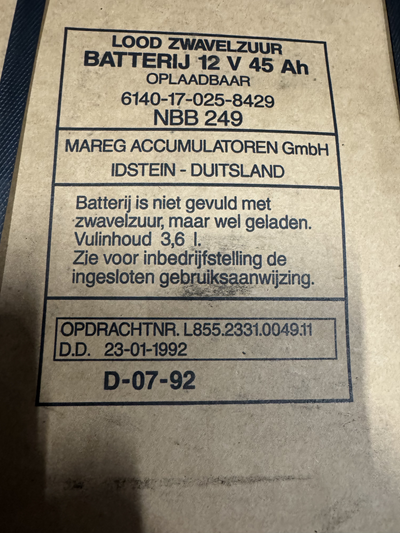 LOOD ZWAVELZUUR
BATTERIJ 12 V 45 Ah
OPLAADBAAR
6140-17-025-8429
NBB 249
MAREG ACCUMULATOREN GmbH
IDSTEIN - DUITSLAND
Batterij is niet gevuld met
zwavelzuur, maar wel geladen.
Vulinhoud 3,6 l.
Zie voor inbedrijfstelling de
ingesloten gebruiksaanwijzing.
OPDRACHTNR. L855.2331.0049.11
D.D. 23-01-1992
D-07-92